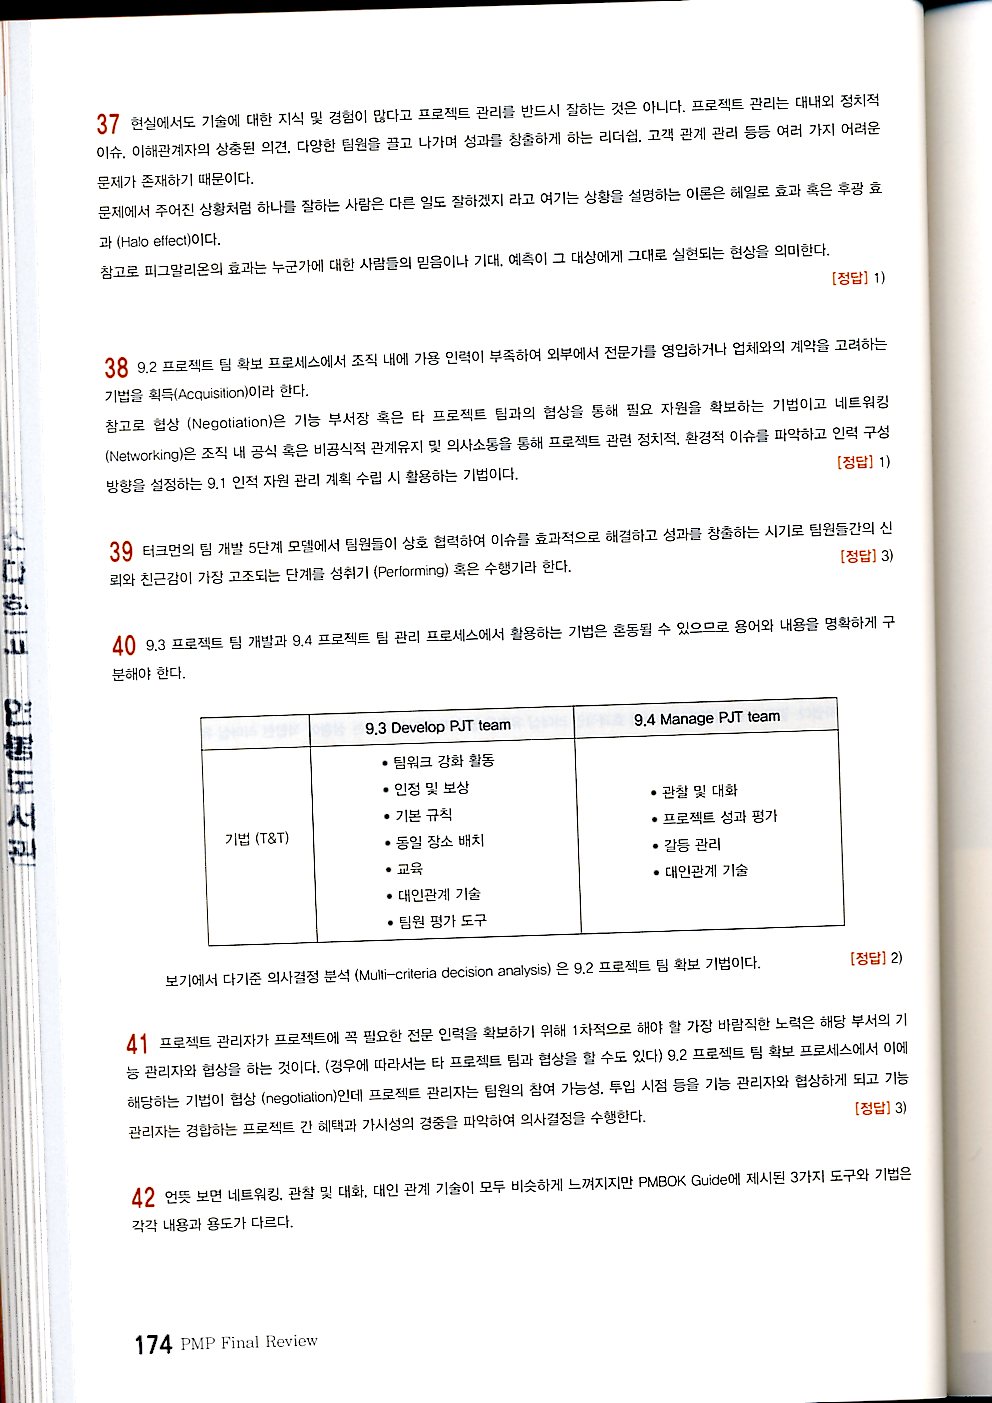 37 현실에서도 기술에 대한 지식 및 경험이 많다고 프로젝트 관리를 반드시 잘하는 것은 아니다. 프로젝트 관리는 대내외 정치적
이슈, 이해관계자의 상충된 의견, 다양한 팀원을 끌고 나가며 성과를 창출하게 하는 리더쉽, 고객 관계 관리 등등 여러 가지 어려운
문제가 존재하기 때문이다.
문제에서 주어진 상황처럼 하나를 잘하는 사람은 다른 일도 잘하겠지 라고 여기는 상황을 설명하는 이론은 헤일로 효과 혹은 후광 효
과 (Halo effect)이다.
참고로 피그말리온의 효과는 누군가에 대한 사람들의 믿음이나 기대, 예측이 그 대상에게 그대로 실현되는 현상을 의미한다.
[정답] 1)
38 9.2 프로젝트 팀 확보 프로세스에서 조직 내에 가용 인력이 부족하여 외부에서 전문가를 영입하거나 업체와의 계약을 고려하는
기법을 획득(Acquisition)이라 한다.
참고로 협상 (Negotiation)은 기능 부서장 혹은 타 프로젝트 팀과의 협상을 통해 필요 자원을 확보하는 기법이고 네트워킹
(Networking)은 조직 내 공식 혹은 비공식적 관계유지 및 의사소통을 통해 프로젝트 관련 정치적, 환경적 이슈를 파악하고 인력 구성
방향을 설정하는 9.1 인적 자원 관리 계획 수립 시 활용하는 기법이다. [정답] 1)
39 터크먼의 팀 개발 5단계 모델에서 팀원들이 상호 협력하여 이슈를 효과적으로 해결하고 성과를 창출하는 시기로 팀원들간의 신
뢰와 친근감이 가장 고조되는 단계를 성취기 (Performing) 혹은 수행기라 한다. [정답] 3)
40 9.3 프로젝트 팀 개발과 9.4 프로젝트 팀 관리 프로세스에서 활용하는 기법은 혼동될 수 있으므로 용어와 내용을 명확하게 구
분해야 한다.
9.3 Develop PJT team 9.4 Manage PJT team
기법 (T&T)
• 팀워크 강화 활동
• 인정 및 보상
• 기본 규칙
• 동일 장소 배치
• 교육
• 대인관계 기술
• 팀원 평가 도구
• 관찰 및 대화
• 프로젝트 성과 평가
• 갈등 관리
• 대인관계 기술
보기에서 다기준 의사결정 분석 (Multi-criteria decision analysis) 은 9.2 프로젝트 팀 확보 기법이다. [정답] 2)
41 프로젝트 관리자가 프로젝트에 꼭 필요한 전문 인력을 확보하기 위해 1차적으로 해야 할 가장 바람직한 노력은 해당 부서의 기
능 관리자와 협상을 하는 것이다. (경우에 따라서는 타 프로젝트 팀과 협상을 할 수도 있다) 9.2 프로젝트 팀 확보 프로세스에서 이에
해당하는 기법이 협상 (negotiation)인데 프로젝트 관리자는 팀원의 참여 가능성, 투입 시점 등을 기능 관리자와 협상하게 되고 기능
관리자는 경합하는 프로젝트 간 혜택과 가시성의 경중을 파악하여 의사결정을 수행한다. [정답] 3)
42 언뜻 보면 네트워킹, 관찰 및 대화, 대인 관계 기술이 모두 비슷하게 느껴지지만 PMBOK Guide에 제시된 3가지 도구와 기법은
각각 내용과 용도가 다르다.
174 PMP Final Review